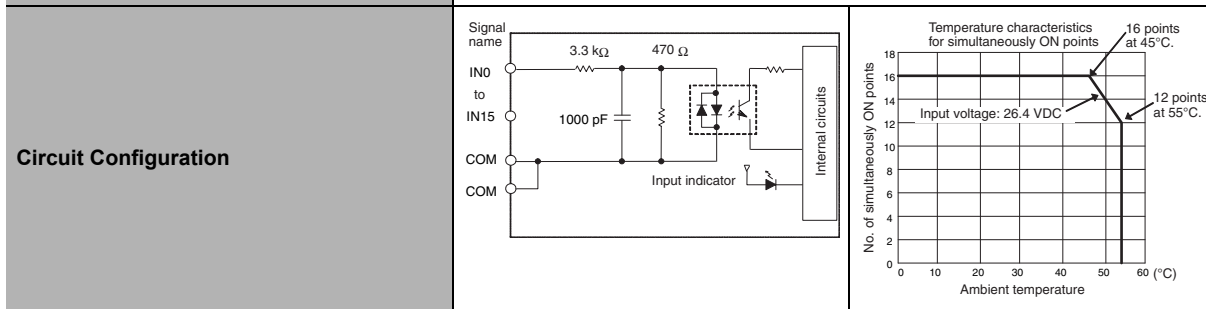 Circuit Configuration
Signal
name
3.3 kΩ
470 Ω
IN0
to
IN15
1000 pF
COM
COM
Input indicator
Internal circuits
Temperature characteristics
for simultaneously ON points
16 points
at 45°C.
No. of simultaneously ON points
18
16
14
12
10
8
6
4
2
0
Input voltage: 26.4 VDC
12 points
at 55°C.
0 10 20 30 40 50 60 (°C)
Ambient temperature